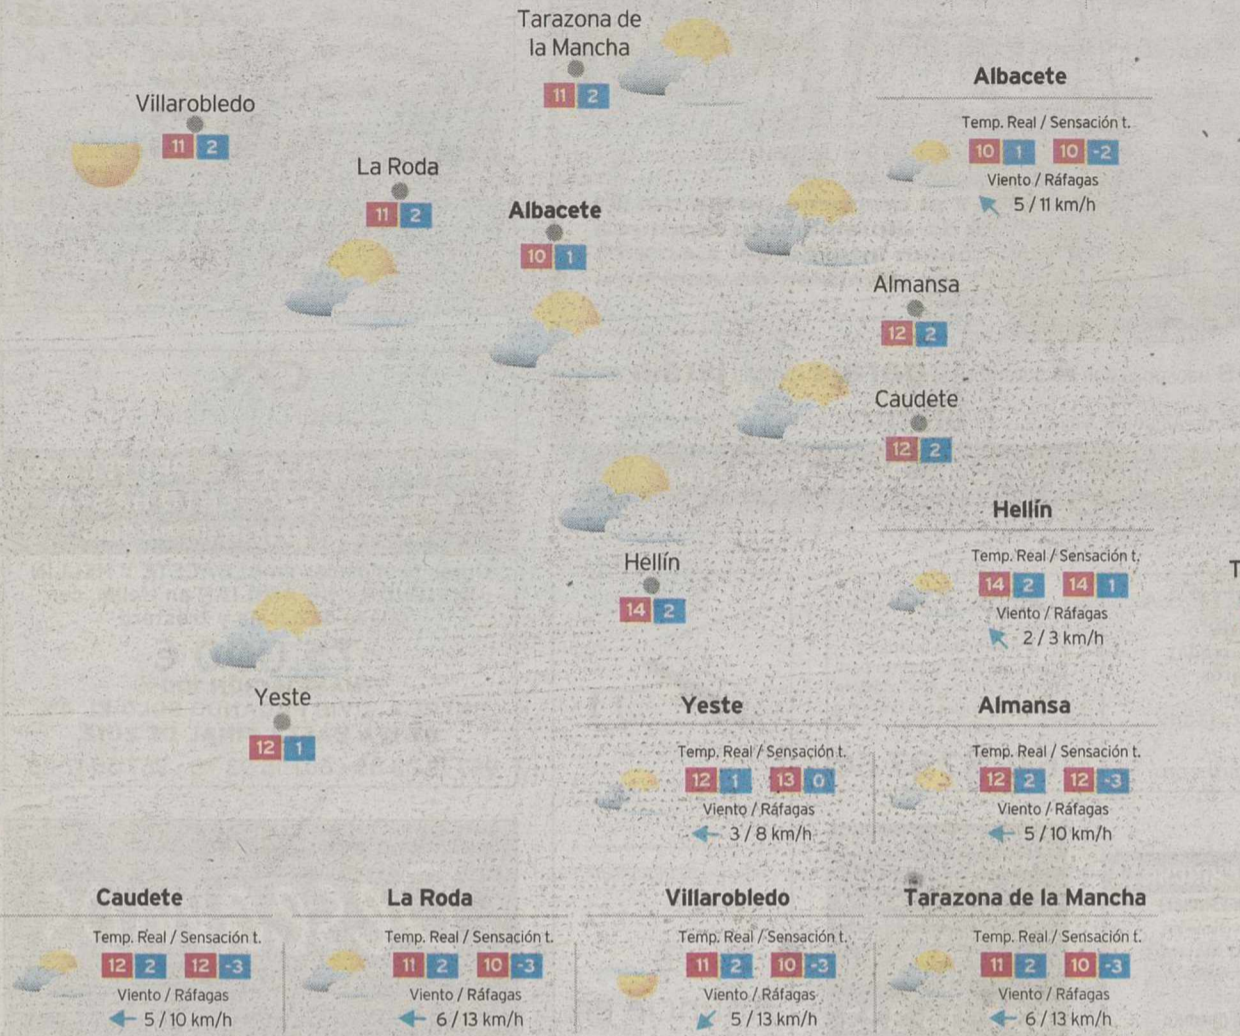 Tarazona de
la Mancha
11 2
Villarobledo
11 2
La Roda
11 2
Albacete
10 1
Albacete
Temp. Real / Sensación t.
10 1 10 -2
Viento / Ráfagas
5 / 11 km/h
Almansa
12 2
Caudete
12 2
Hellín
14 2
Hellín
Temp. Real / Sensación t.
14 2 14 1
Viento / Ráfagas
2 / 3 km/h
Yeste
12 1
Yeste
Temp. Real / Sensación t.
12 1 13 0
Viento / Ráfagas
3 / 8 km/h
Almansa
Temp. Real / Sensación t.
12 2 12 -3
Viento / Ráfagas
5 / 10 km/h
Caudete
Temp. Real / Sensación t.
12 2 12 -3
Viento / Ráfagas
5 / 10 km/h
La Roda
Temp. Real / Sensación t.
11 2 10 -3
Viento / Ráfagas
6 / 13 km/h
Villarobledo
Temp. Real / Sensación t.
11 2 10 -3
Viento / Ráfagas
5 / 13 km/h
Tarazona de la Mancha
Temp. Real / Sensación t.
11 2 10 -3
Viento / Ráfagas
6 / 13 km/h